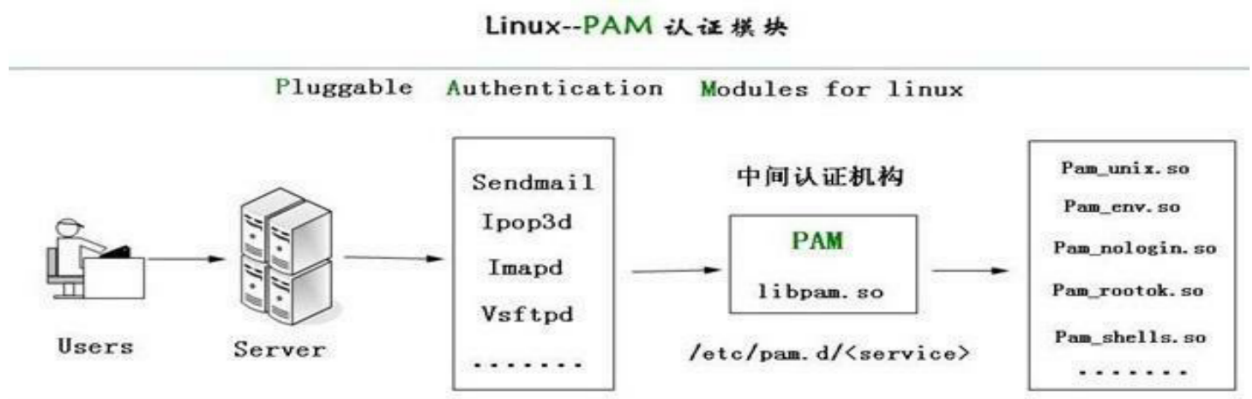 Linux--PAM 认证模块
Pluggable Authentication Modules for linux
Users
Server
Sendmail
Ipop3d
Imapd
Vsftpd
.......
中间认证机构
PAM
libpam.so
/etc/pam.d/<service>
Pam_unix.so
Pam_env.so
Pam_nologin.so
Pam_rootok.so
Pam_shells.so
.......